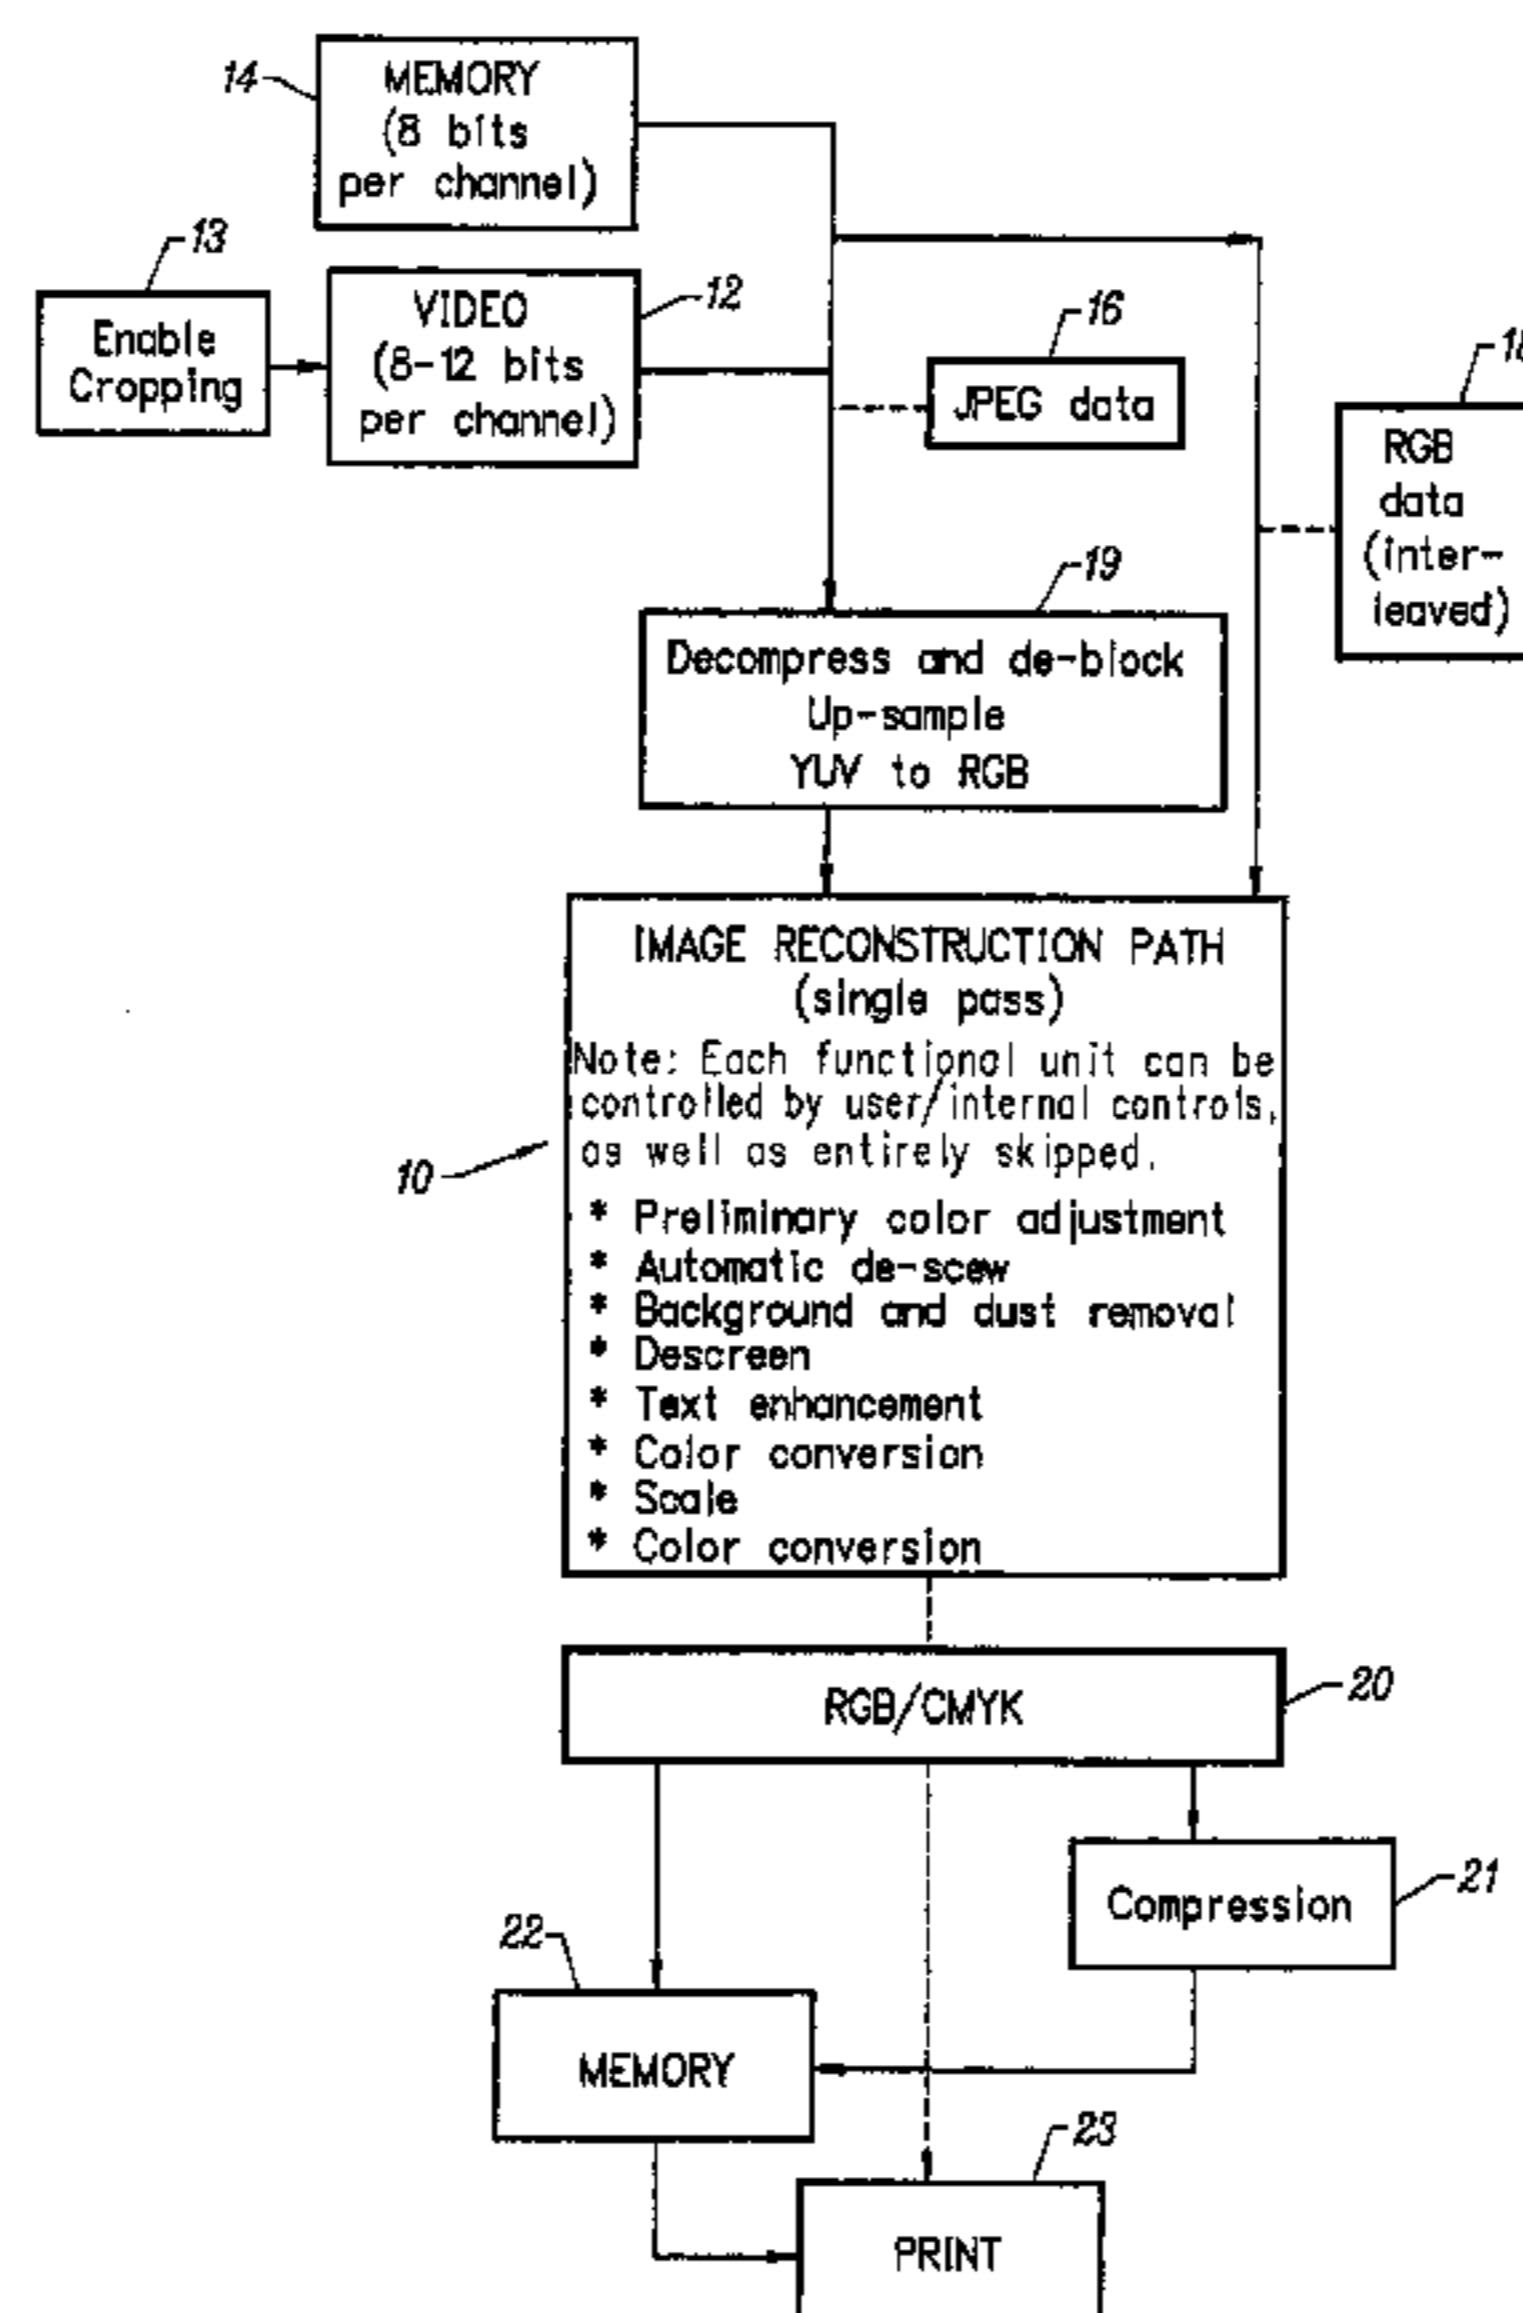 14
MEMORY
(8 bits
per channel)
13
Enable
Cropping
VIDEO
(8-12 bits
per channel)
12
16
JPEG data
RGB
data
(inter-
leaved)
19
Decompress and de-block
Up-sample
YUV to RGB
IMAGE RECONSTRUCTION PATH
(single pass)
Note: Each functional unit can be
controlled by user/internal controls,
as well as entirely skipped.
10
* Preliminary color adjustment
* Automatic de-scew
* Background and dust removal
* Descreen
* Text enhancement
* Color conversion
* Scale
* Color conversion
RGB/CMYK
20
Compression
21
22
MEMORY
23
PRINT